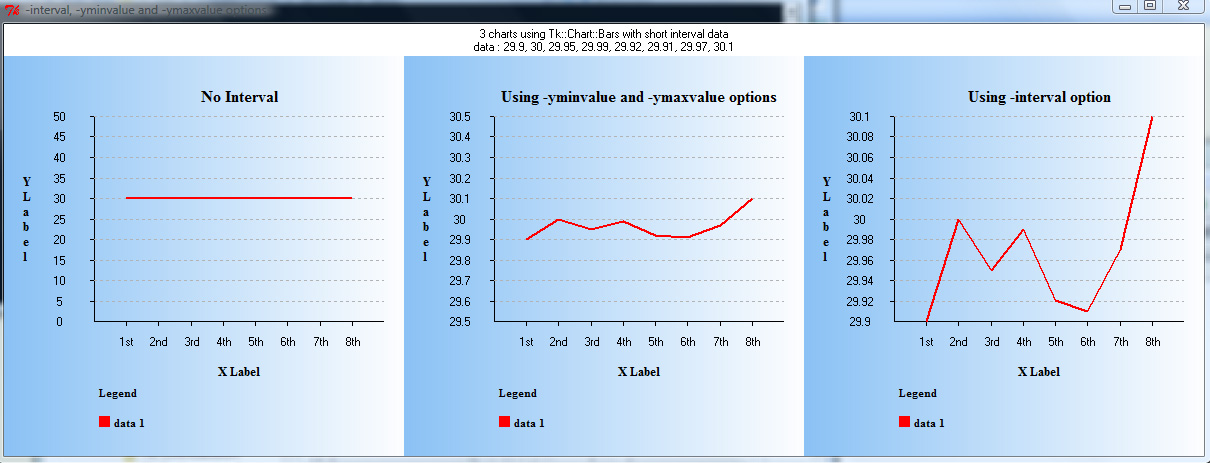 -interval, -yminvalue and -ymaxvalue options
3 charts using Tk::Chart::Bars with short interval data
data : 29.9, 30, 29.95, 29.99, 29.92, 29.91, 29.97, 30.1
No Interval
50
45
40
35
30
25
20
15
10
5
0
Y Label
1st 2nd 3rd 4th 5th 6th 7th 8th
X Label
Legend
data 1
Using -yminvalue and -ymaxvalue options
30.5
30.4
30.3
30.2
30.1
30
29.9
29.8
29.7
29.6
29.5
Y Label
1st 2nd 3rd 4th 5th 6th 7th 8th
X Label
Legend
data 1
Using -interval option
30.1
30.08
30.06
30.04
30.02
30
29.98
29.96
29.94
29.92
29.9
Y Label
1st 2nd 3rd 4th 5th 6th 7th 8th
X Label
Legend
data 1